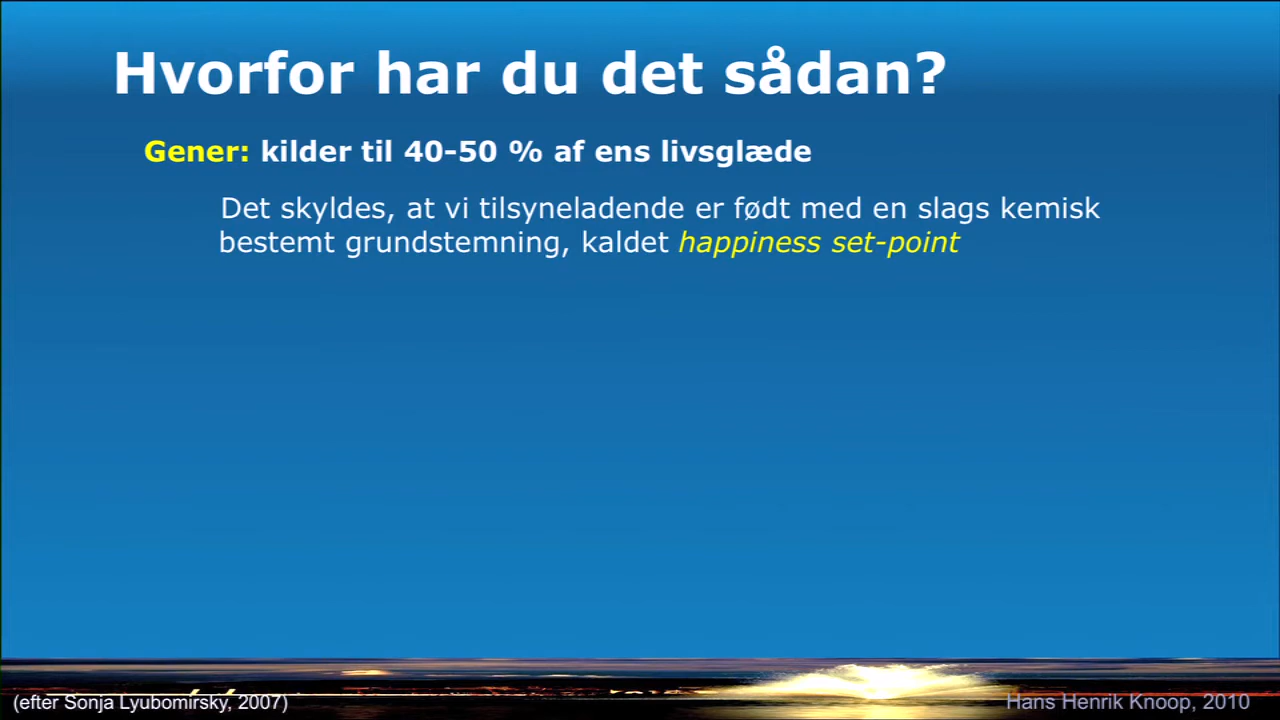 Hvorfor har du det sådan?
Gener: kilder til 40-50 % af ens livsglæde
Det skyldes, at vi tilsyneladende er født med en slags kemisk
bestemt grundstemning, kaldet happiness set-point
(efter Sonja Lyubomirsky, 2007)
Hans Henrik Knoop, 2010